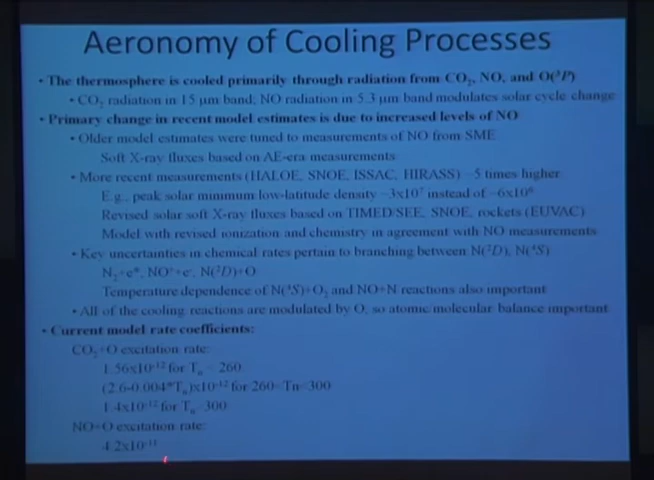 Aeronomy of Cooling Processes
• The thermosphere is cooled primarily through radiation from CO₂, NO, and O(³P)
• CO₂ radiation in 15 μm band; NO radiation in 5.3 μm band modulates solar cycle change
• Primary change in recent model estimates is due to increased levels of NO
• Older model estimates were tuned to measurements of NO from SME
Soft X-ray fluxes based on AE-era measurements
• More recent measurements (HALOE, SNOE, ISSAC, HIRASS) ~5 times higher
E.g., peak solar minimum low-latitude density ~3x10⁷ instead of ~6x10⁶
Revised solar soft X-ray fluxes based on TIMED/SEE, SNOE, rockets (EUVAC)
Model with revised ionization and chemistry in agreement with NO measurements
• Key uncertainties in chemical rates pertain to branching between N(²D), N(⁴S)
N₂+e*, NO⁺+e, N(²D)+O
Temperature dependence of N(⁴S)+O₂ and NO+N reactions also important
• All of the cooling reactions are modulated by O, so atomic/molecular balance important
• Current model rate coefficients:
CO₂+O excitation rate:
1.56x10⁻¹² for Tₙ 260
(2.6-0.004*Tₙ)x10⁻¹² for 260 Tn 300
1.4x10⁻¹² for Tₙ 300
NO+O excitation rate:
4.2x10⁻¹¹